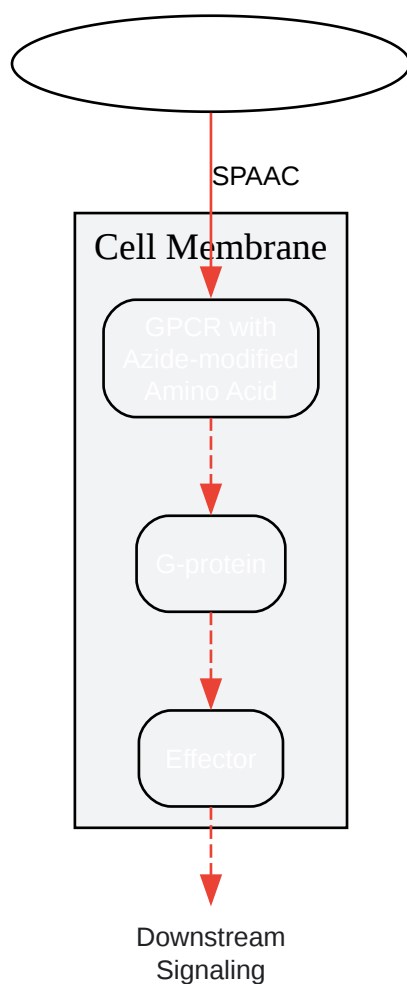 SPAAC
Cell Membrane
GPCR with
Azide-modified
Amino Acid
G-protein
Effector
Downstream
Signaling